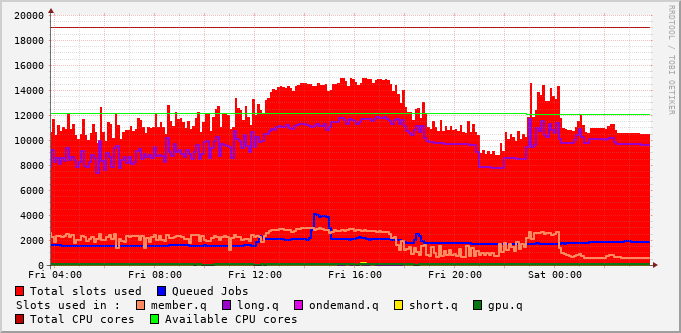 20000
18000
16000
14000
12000
10000
8000
6000
4000
2000
0
Fri 04:00 Fri 08:00 Fri 12:00 Fri 16:00 Fri 20:00 Sat 00:00
RRDTOOL / TOBI OETIKER
Total slots used Queued Jobs
Slots used in : member.q long.q ondemand.q short.q gpu.q
Total CPU cores Available CPU cores